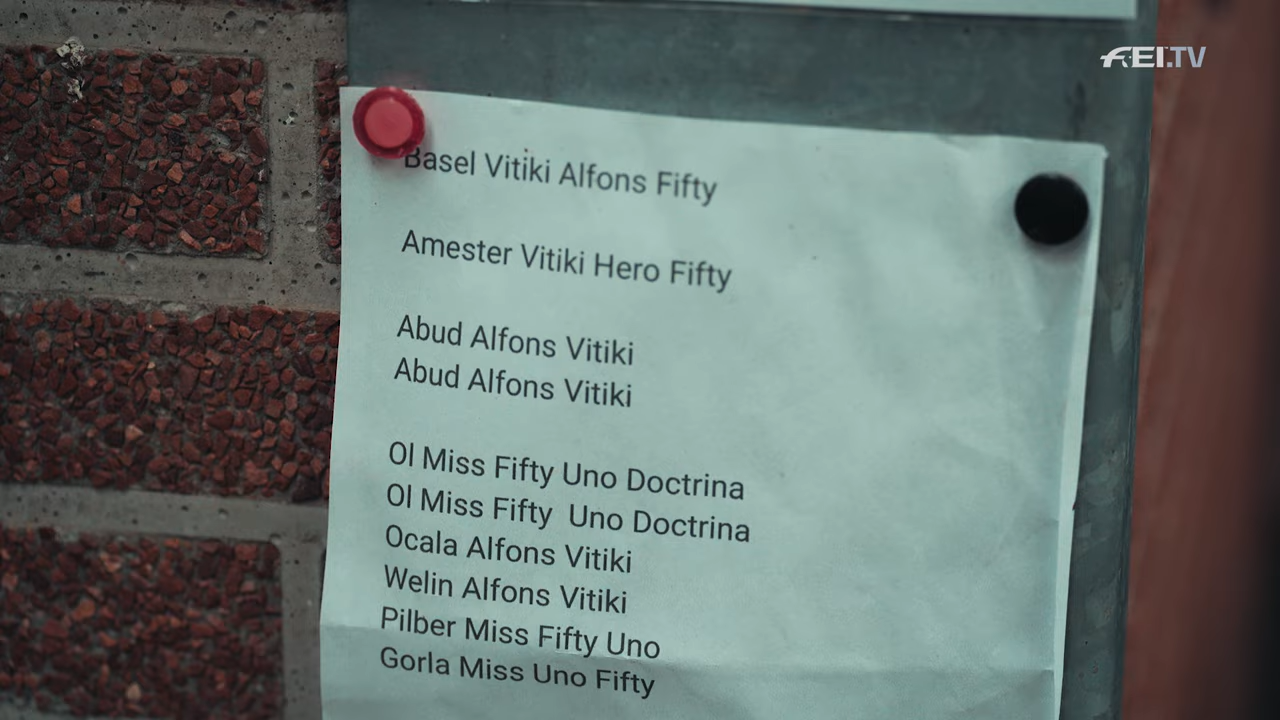 FEI.TV
Basel Vitiki Alfons Fifty
Amester Vitiki Hero Fifty
Abud Alfons Vitiki
Abud Alfons Vitiki
Ol Miss Fifty Uno Doctrina
Ol Miss Fifty  Uno Doctrina
Ocala Alfons Vitiki
Welin Alfons Vitiki
Pilber Miss Fifty Uno
Gorla Miss Uno Fifty